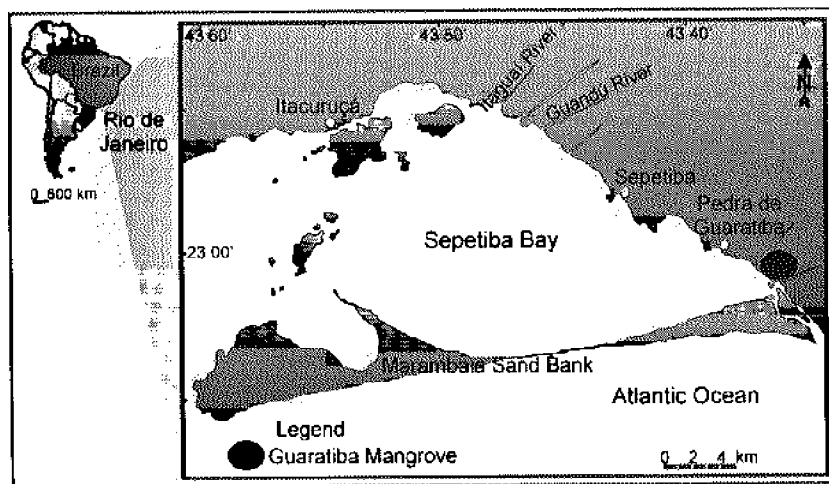 43 60'
43 50'
43 40'
N
Brazil
Rio de
Janeiro
0 800 km
Itacuruçá
Itaguaí River
Guandu River
Sepetiba
Pedra de
Guaratiba
23 00'
Sepetiba Bay
Marambaia Sand Bank
Atlantic Ocean
Legend
Guaratiba Mangrove
0 2 4 km